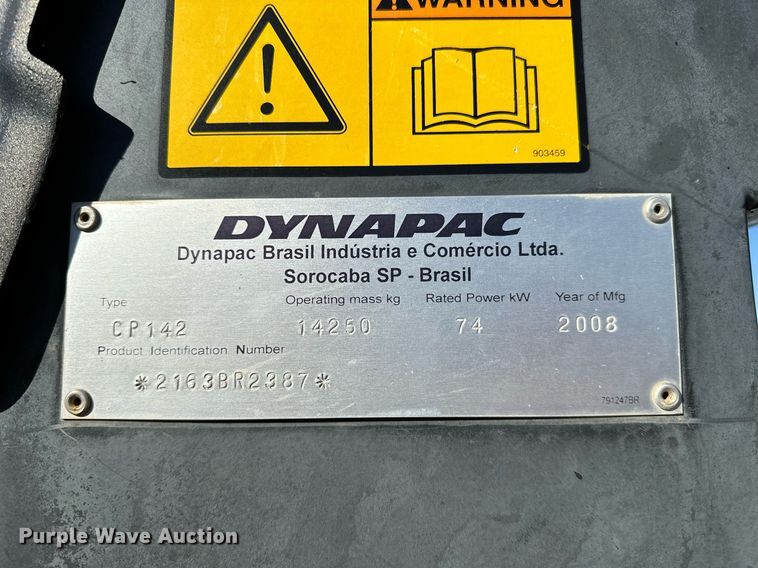 WARNING
903459
DYNAPAC
Dynapac Brasil Indústria e Comércio Ltda.
Sorocaba SP - Brasil
Type Operating mass kg Rated Power kW Year of Mfg
CP142 14250 74 2008
Product Identification Number
*2163BR2387*
791247BR
Purple Wave Auction